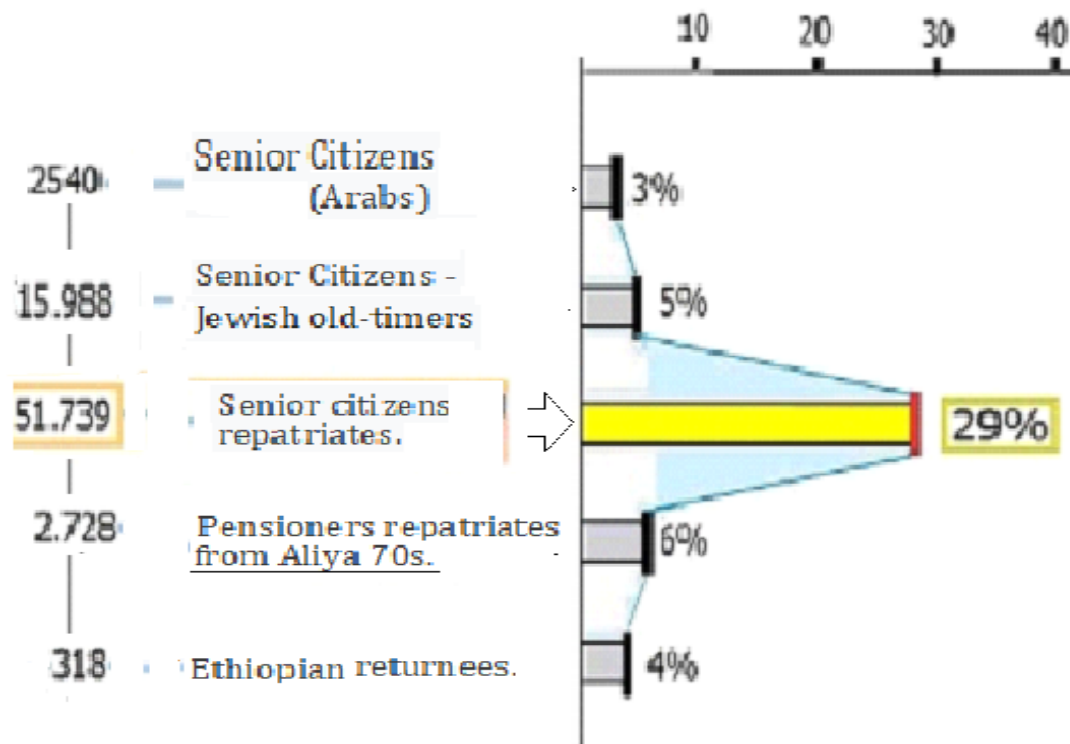 10 20 30 40
2540 Senior Citizens
(Arabs) 3%
15.988 Senior Citizens -
Jewish old-timers 5%
51.739 Senior citizens
repatriates. 29%
2.728 Pensioners repatriates
from Aliya 70s. 6%
318 Ethiopian returnees. 4%